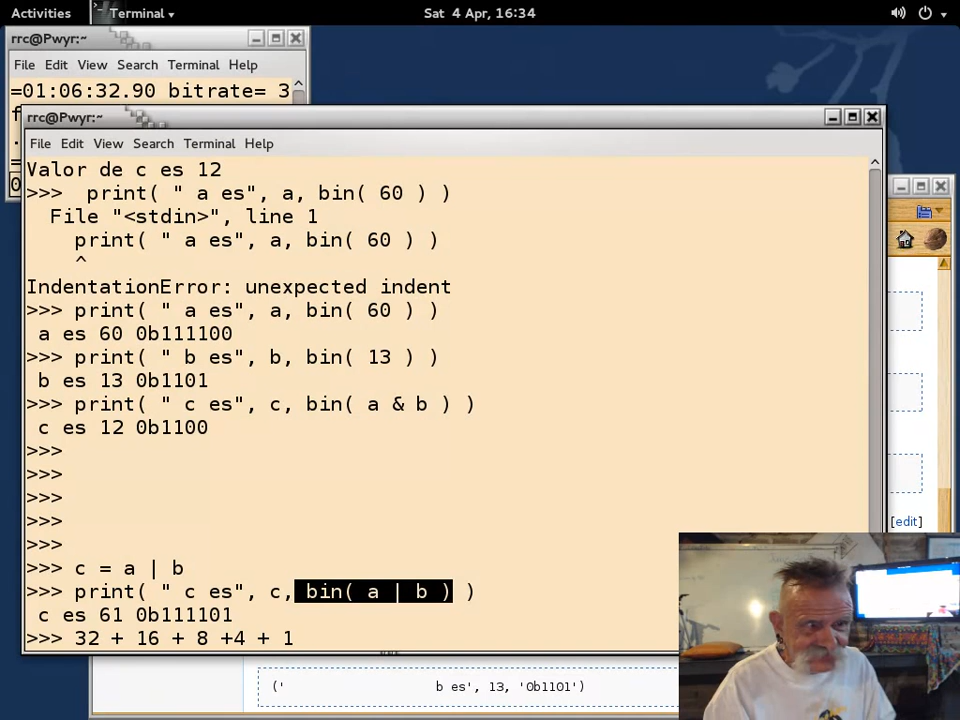 Activities
Terminal
Sat 4 Apr, 16:34
rrc@Pwyr:~
File Edit View Search Terminal Help
=01:06:32.90 bitrate= 3
rrc@Pwyr:~
File Edit View Search Terminal Help
Valor de c es 12
>>>  print( " a es", a, bin( 60 ) )
  File "<stdin>", line 1
    print( " a es", a, bin( 60 ) )
    ^
IndentationError: unexpected indent
>>> print( " a es", a, bin( 60 ) )
 a es 60 0b111100
>>> print( " b es", b, bin( 13 ) )
 b es 13 0b1101
>>> print( " c es", c, bin( a & b ) )
 c es 12 0b1100
>>>
>>>
>>>
>>>
>>>
>>> c = a | b
>>> print( " c es", c, bin( a | b ) )
 c es 61 0b111101
>>> 32 + 16 + 8 +4 + 1
[edit]
(' b es', 13, '0b1101')